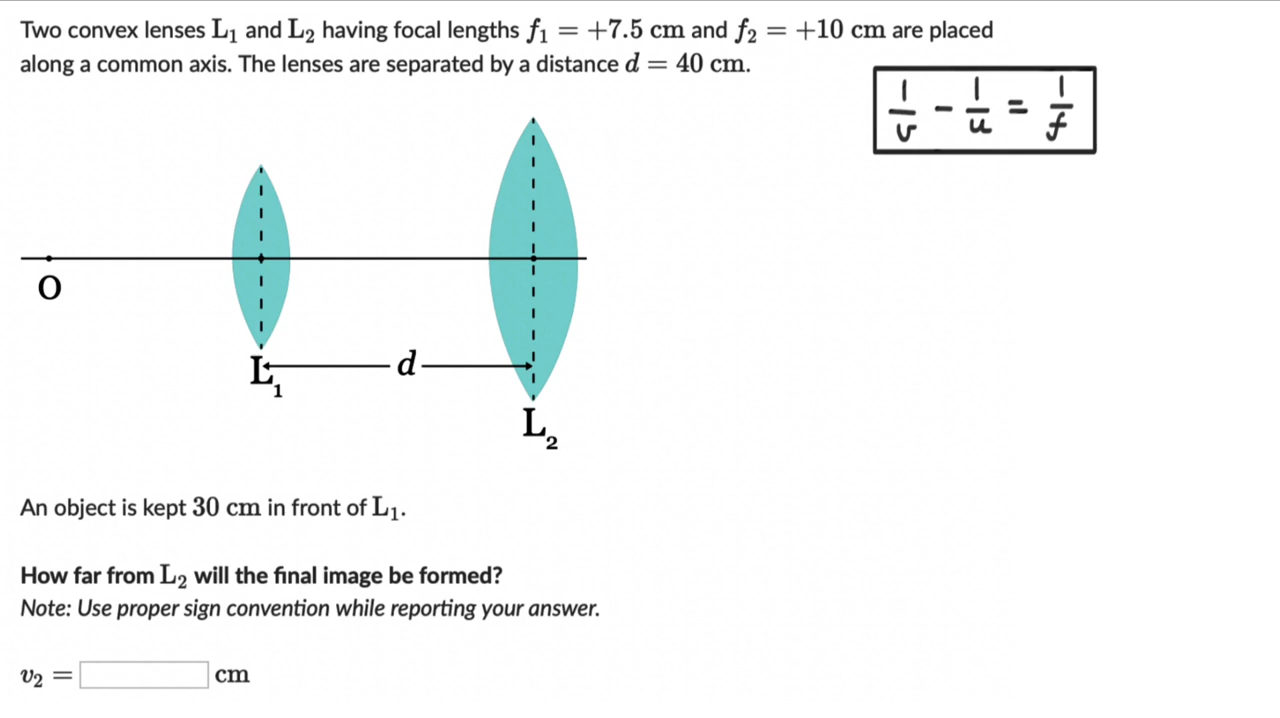 Two convex lenses L₁ and L₂ having focal lengths f₁ = +7.5 cm and f₂ = +10 cm are placed
along a common axis. The lenses are separated by a distance d = 40 cm.
1/v - 1/u = 1/f
O
L₁
d
L₂
An object is kept 30 cm in front of L₁.
How far from L₂ will the final image be formed?
Note: Use proper sign convention while reporting your answer.
v₂ = cm